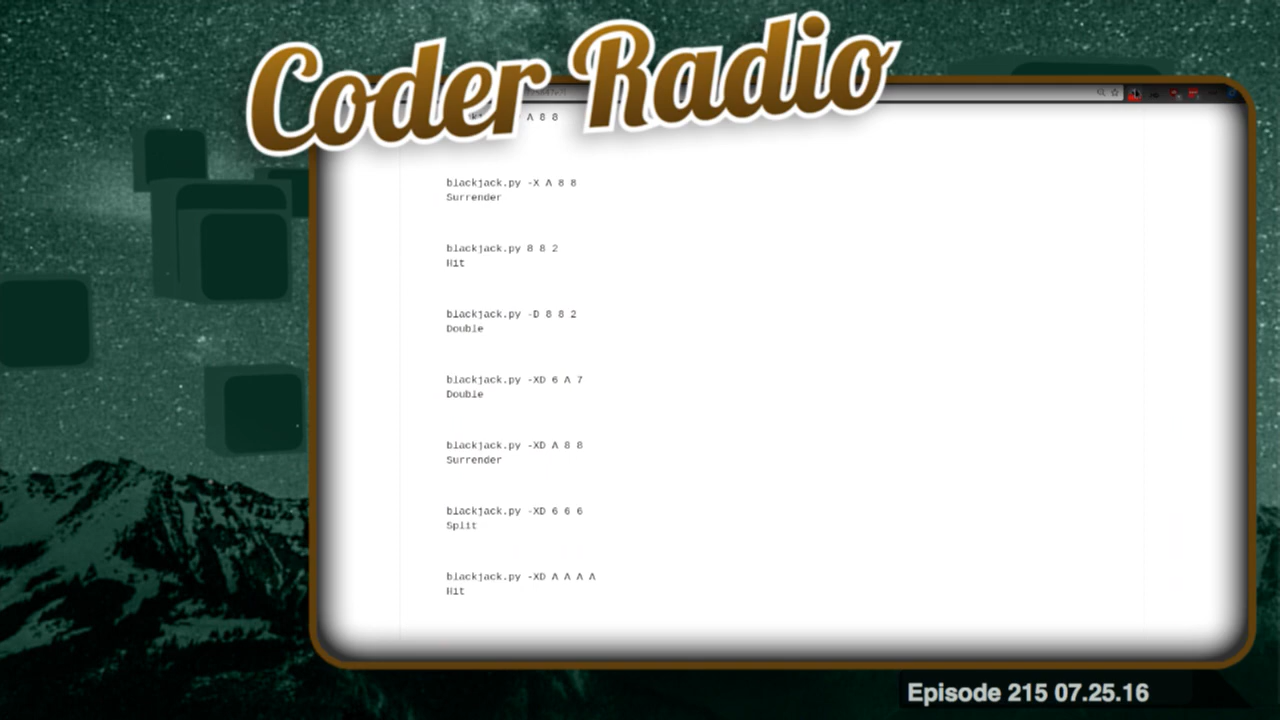 Coder Radio
Λ 8 8
blackjack.py -X Λ 8 8
Surrender
blackjack.py 8 8 2
Hit
blackjack.py -D 8 8 2
Double
blackjack.py -XD 6 Λ 7
Double
blackjack.py -XD Λ 8 8
Surrender
blackjack.py -XD 6 6 6
Split
blackjack.py -XD Λ Λ Λ Λ
Hit
Episode 215 07.25.16